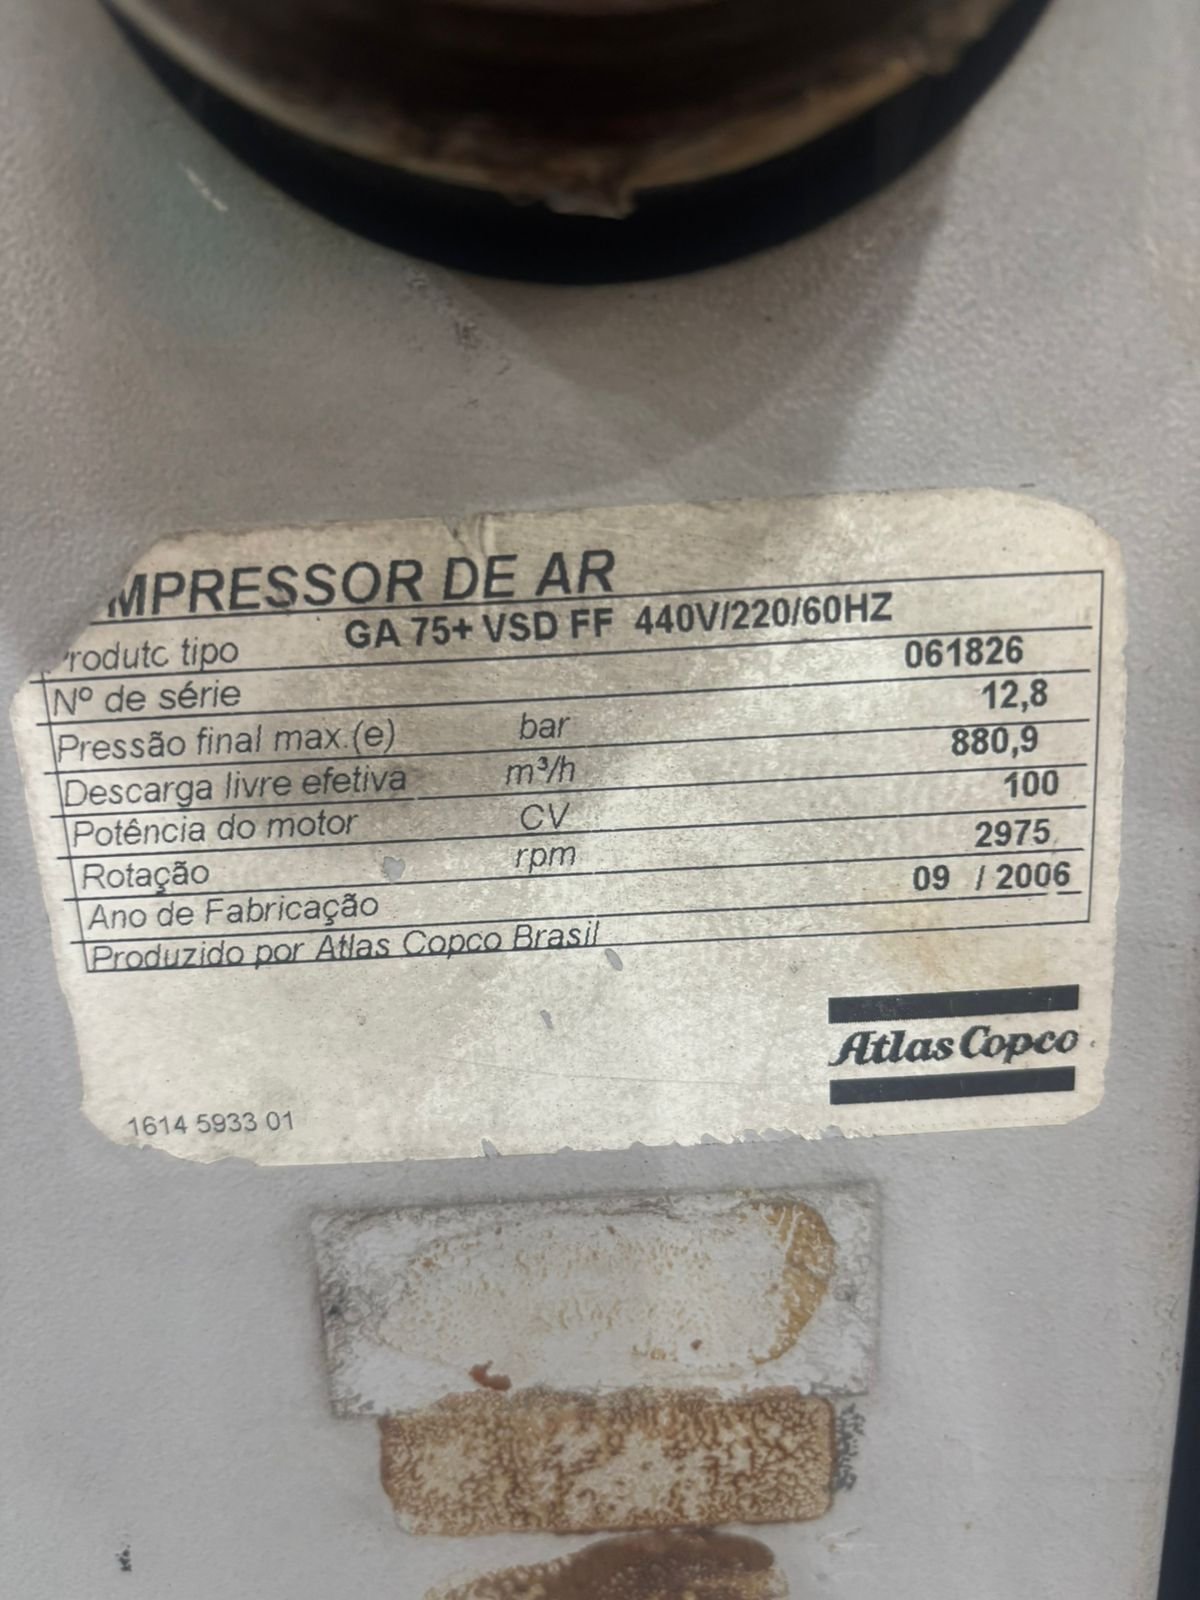 MPRESSOR DE AR
rodutc tipo GA 75+ VSD FF 440V/220/60HZ
Nº de série 061826
Pressão final max.(e) bar 12,8
Descarga livre efetiva m³/h 880,9
Potência do motor CV 100
Rotação rpm 2975
Ano de Fabricação 09 / 2006
Produzido por Atlas Copco Brasil
Atlas Copco
1614 5933 01